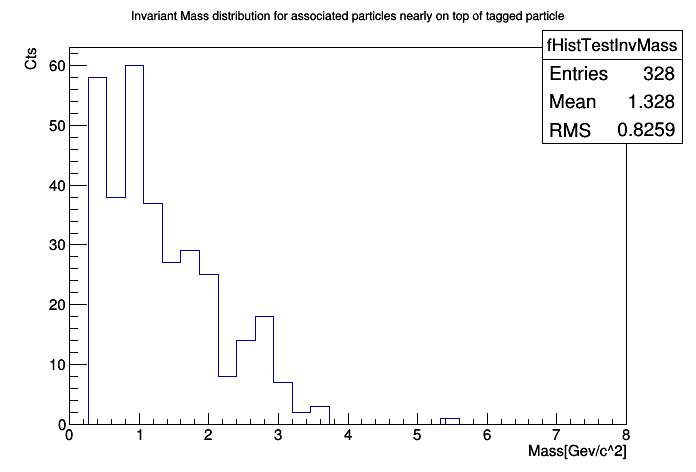 Invariant Mass distribution for associated particles nearly on top of tagged particle
Cts
fHistTestInvMass
Entries 328
Mean 1.328
RMS 0.8259
60
50
40
30
20
10
0
0 1 2 3 4 5 6 7 8
Mass[Gev/c^2]